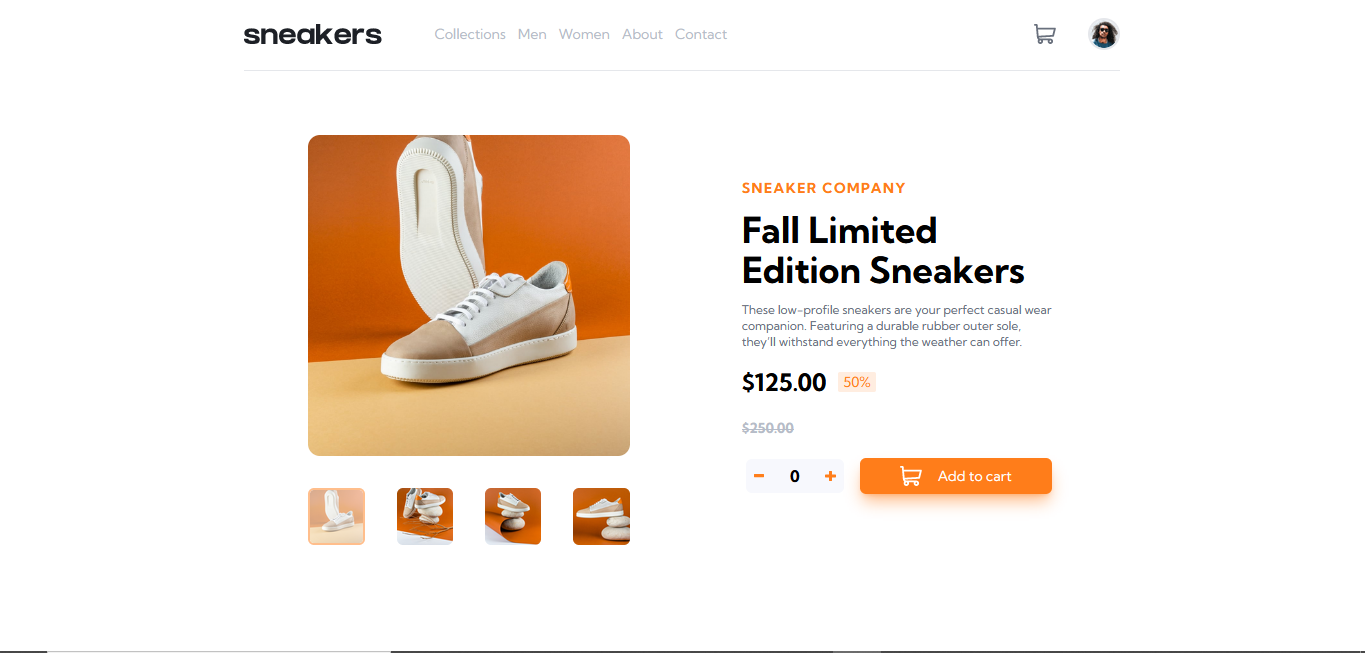 sneakers
Collections Men Women About Contact
SNEAKER COMPANY
Fall Limited
Edition Sneakers
These low-profile sneakers are your perfect casual wear
companion. Featuring a durable rubber outer sole,
they'll withstand everything the weather can offer.
$125.00 50%
$250.00
0
Add to cart